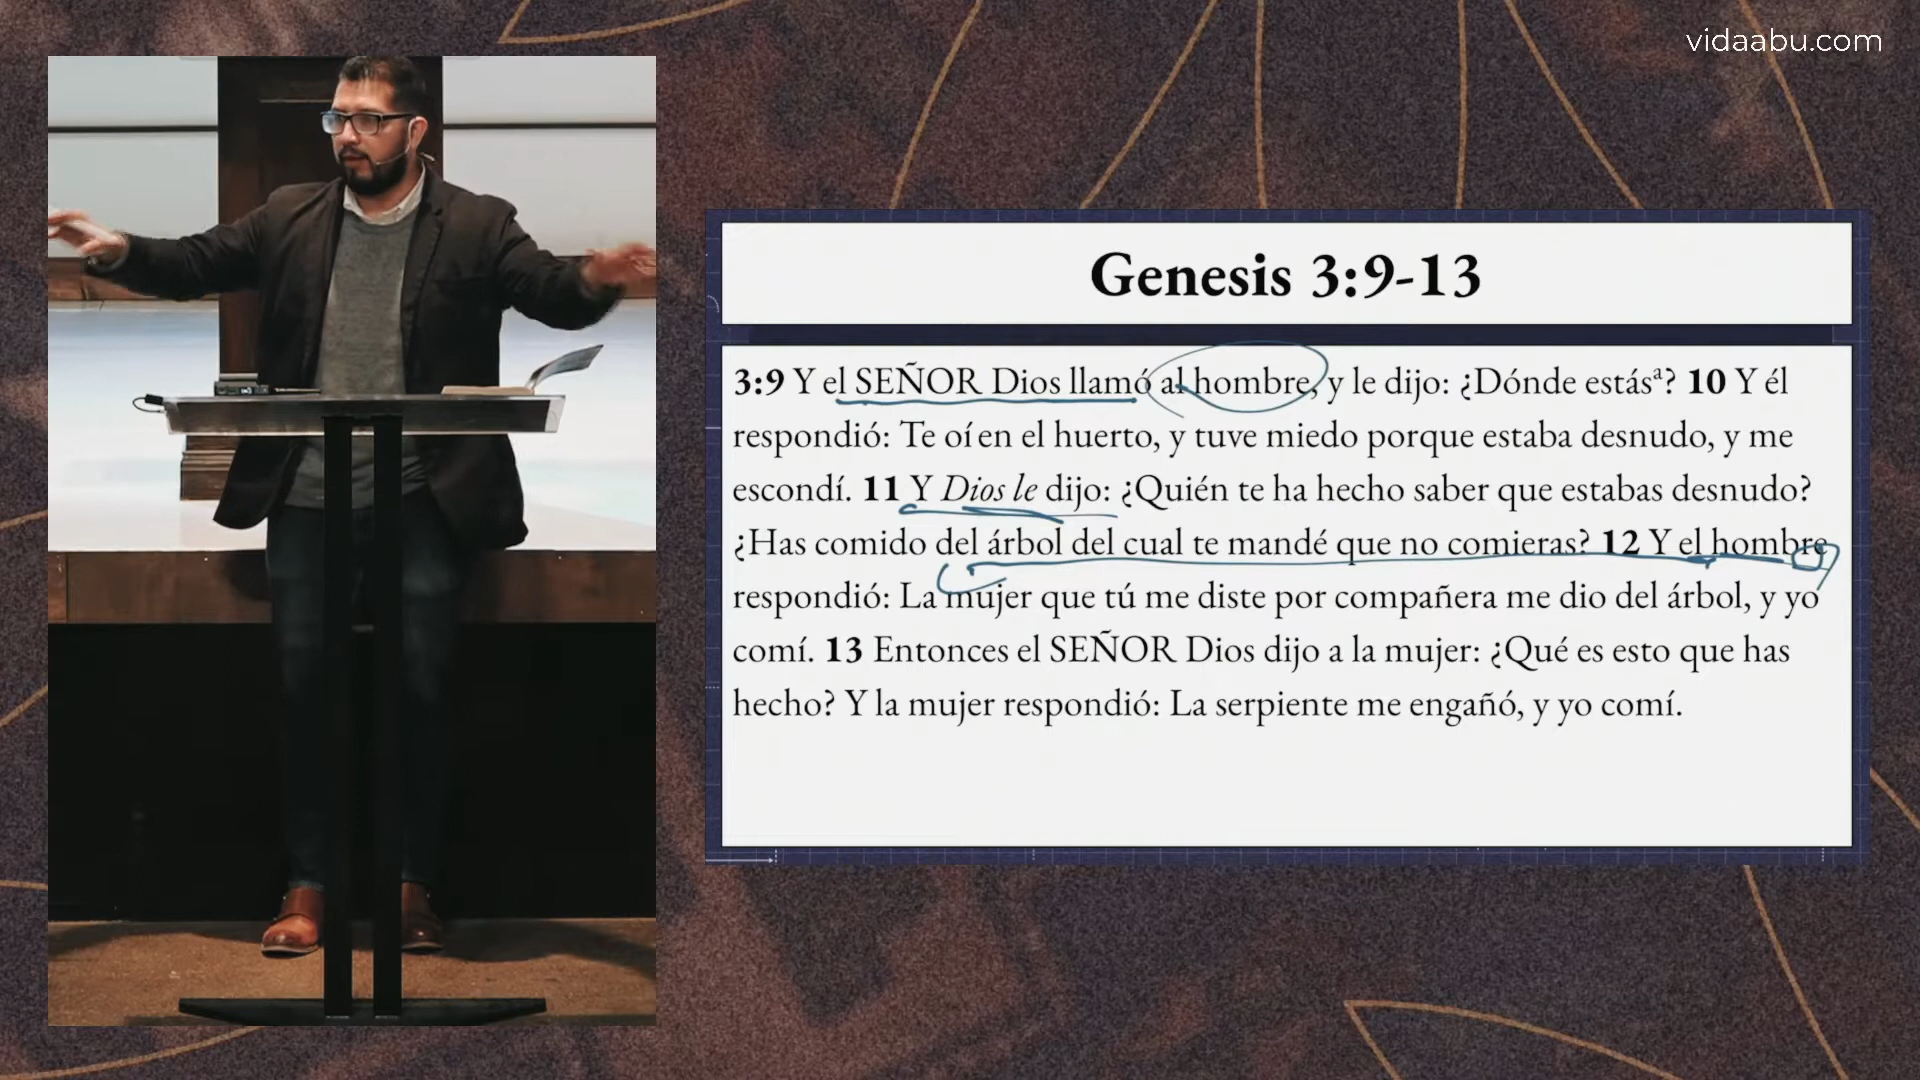 vidaabu.com
Genesis 3:9-13
3:9 Y el SEÑOR Dios llamó al hombre, y le dijo: ¿Dónde estásª? 10 Y él
respondió: Te oí en el huerto, y tuve miedo porque estaba desnudo, y me
escondí. 11 Y Dios le dijo: ¿Quién te ha hecho saber que estabas desnudo?
¿Has comido del árbol del cual te mandé que no comieras? 12 Y el hombre
respondió: La mujer que tú me diste por compañera me dio del árbol, y yo
comí. 13 Entonces el SEÑOR Dios dijo a la mujer: ¿Qué es esto que has
hecho? Y la mujer respondió: La serpiente me engañó, y yo comí.